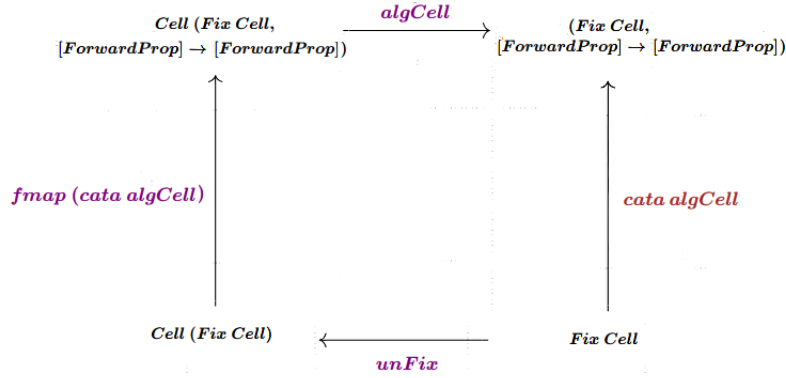 Cell (Fix Cell,
[ForwardProp] → [ForwardProp])
algCell
(Fix Cell,
[ForwardProp] → [ForwardProp])
fmap (cata algCell)
cata algCell
Cell (Fix Cell)
unFix
Fix Cell